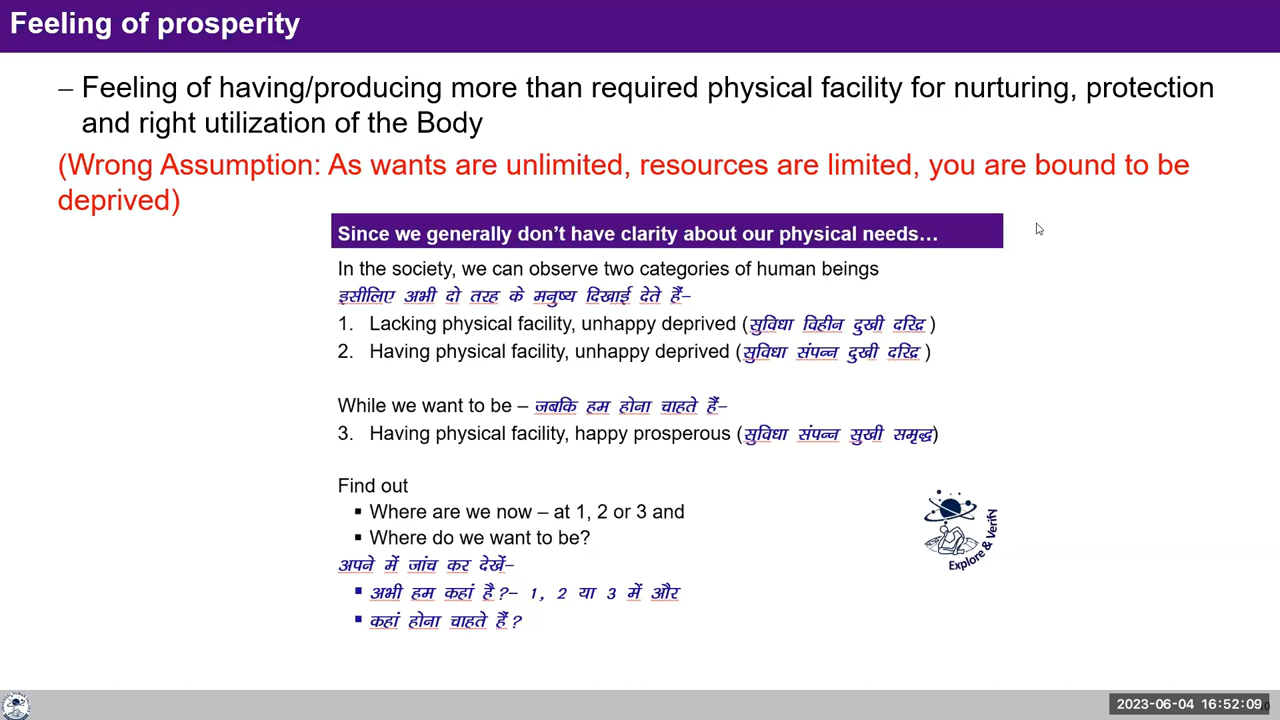 Feeling of prosperity
– Feeling of having/producing more than required physical facility for nurturing, protection
and right utilization of the Body
(Wrong Assumption: As wants are unlimited, resources are limited, you are bound to be
deprived)
Since we generally don’t have clarity about our physical needs…
In the society, we can observe two categories of human beings
इसीलिए अभी दो तरह के मनुष्य दिखाई देते हैं–
1. Lacking physical facility, unhappy deprived (सुविधा विहीन दुखी दरिद्र )
2. Having physical facility, unhappy deprived (सुविधा संपन्न दुखी दरिद्र )
While we want to be – जबकि हम होना चाहते हैं–
3. Having physical facility, happy prosperous (सुविधा संपन्न सुखी समृद्ध)
Find out
▪ Where are we now – at 1, 2 or 3 and
▪ Where do we want to be?
Explore & Verify
अपने में जांच कर देखें–
▪ अभी हम कहां है ?– 1, 2 या 3 में और
▪ कहां होना चाहते हैं ?
2023-06-04 16:52:09